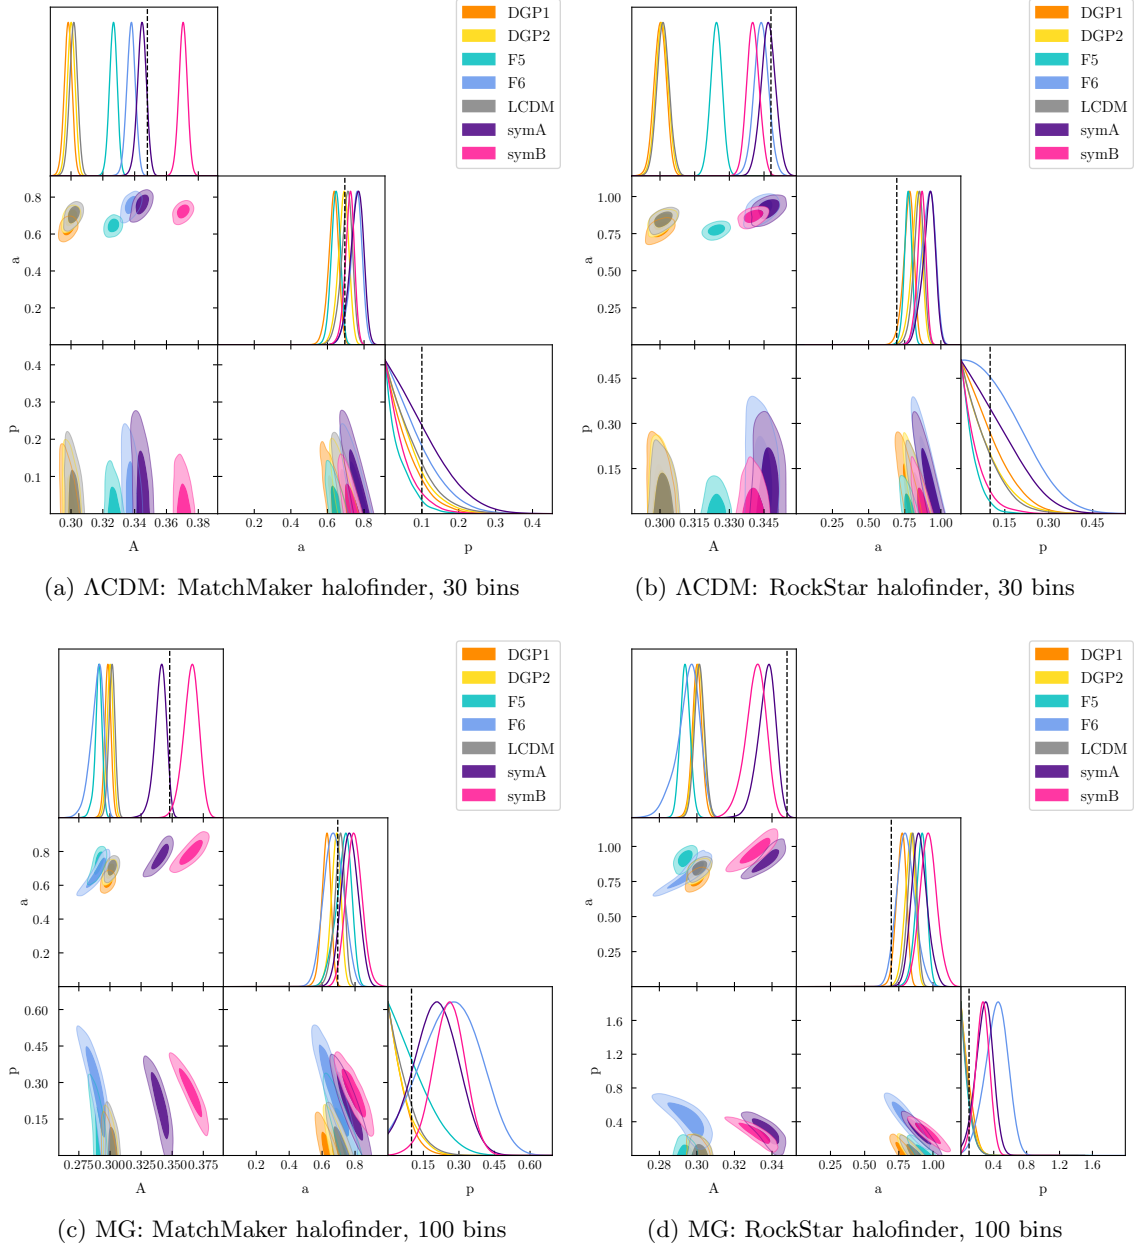 DGP1
DGP2
F5
F6
LCDM
symA
symB
0.8
0.6
0.4
0.2
a
0.4
0.3
0.2
0.1
p
0.30 0.32 0.34 0.36 0.38
A
0.2 0.4 0.6 0.8
a
0.1 0.2 0.3 0.4
p
(a) ΛCDM: MatchMaker halofinder, 30 bins
DGP1
DGP2
F5
F6
LCDM
symA
symB
1.00
0.75
0.50
0.25
a
0.45
0.30
0.15
p
0.300 0.315 0.330 0.345
A
0.25 0.50 0.75 1.00
a
0.15 0.30 0.45
p
(b) ΛCDM: RockStar halofinder, 30 bins
DGP1
DGP2
F5
F6
LCDM
symA
symB
0.8
0.6
0.4
0.2
a
0.60
0.45
0.30
0.15
p
0.275 0.300 0.325 0.350 0.375
A
0.2 0.4 0.6 0.8
a
0.15 0.30 0.45 0.60
p
(c) MG: MatchMaker halofinder, 100 bins
DGP1
DGP2
F5
F6
LCDM
symA
symB
1.00
0.75
0.50
0.25
a
1.6
1.2
0.8
0.4
p
0.28 0.30 0.32 0.34
A
0.25 0.50 0.75 1.00
a
0.4 0.8 1.2 1.6
p
(d) MG: RockStar halofinder, 100 bins